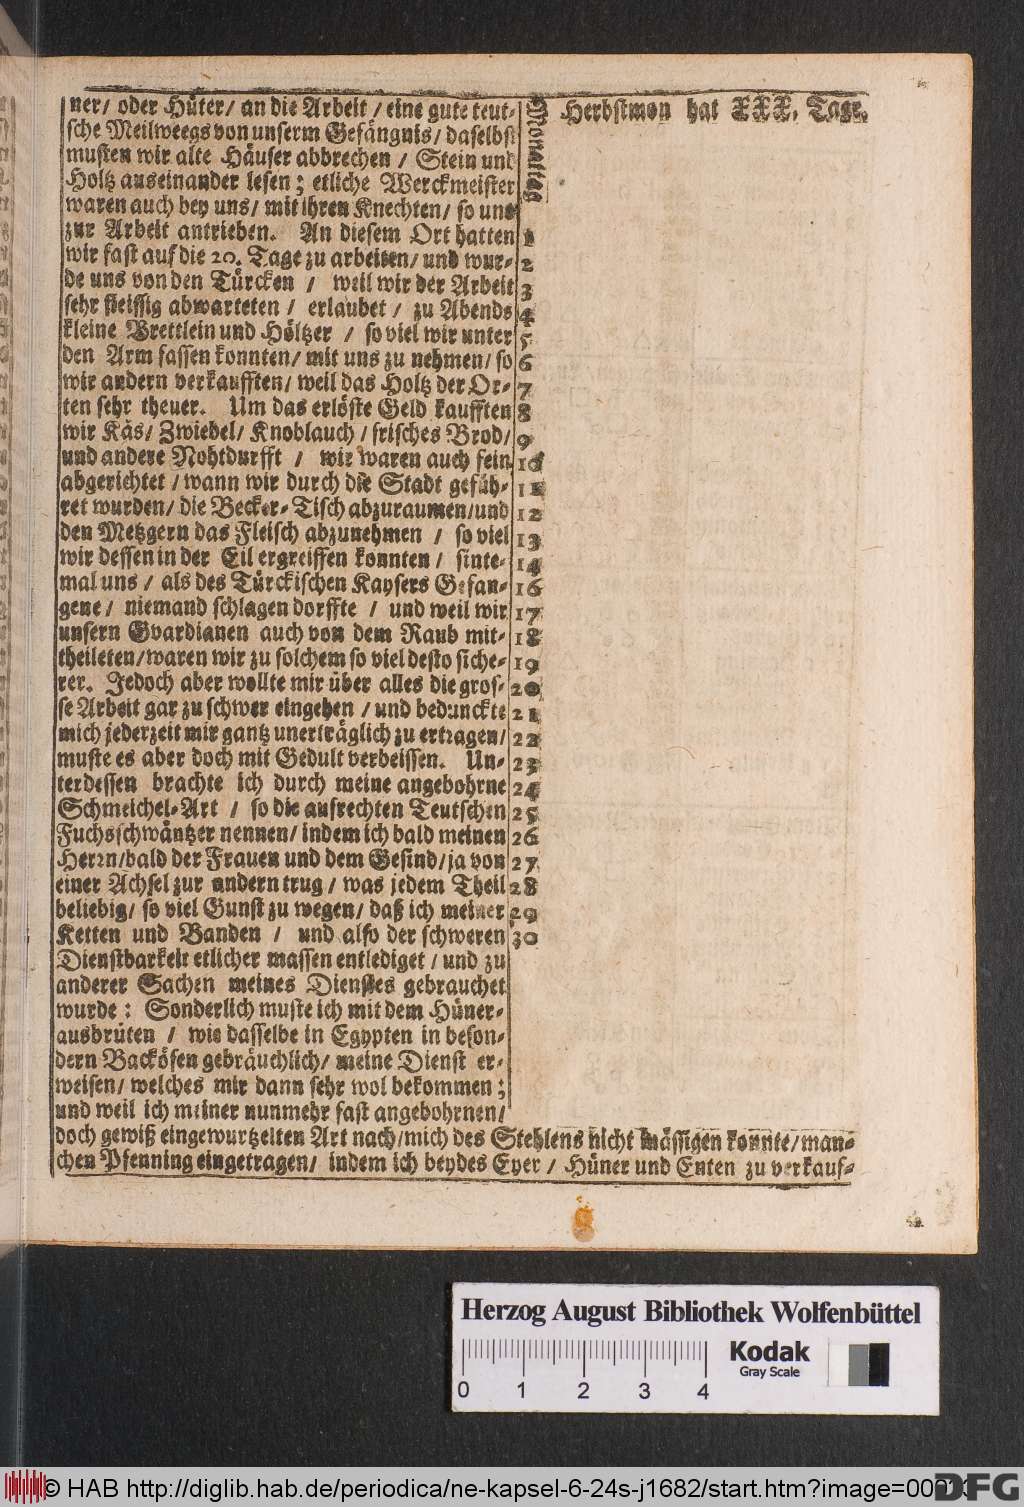 ner/ oder Hüter/ an die Arbeit / eine gute teut-
sche Meilweegs von unserm Gefängnis/ daselbst
musten wir alte Häuser abbrechen / Stein und
Holtz auseinander lesen; etliche Werckmeister
waren auch bey uns/ mit ihren Knechten/ so uns
zur Arbeit antrieben. An diesem Ort hatten
wir fast auf die 20. Tage zu arbeiten/ und wur-
de uns von den Türcken / weil wir der Arbeit
sehr fleissig abwarteten / erlaubet / zu Abends
kleine Brettlein und Höltzer / so viel wir unter
den Arm fassen konnten/ mit uns zu nehmen/ so
wir andern verkaufften/ weil das Holtz der Or-
ten sehr theuer. Um das erlöste Geld kaufften
wir Käs/ Zwiebel/ Knoblauch / frisches Brod/
und andere Nohtdurfft / wir waren auch fein
abgerichtet / wann wir durch die Stadt gefüh-
ret wurden/ die Becker-Tisch abzuraumen/und
den Metzgern das Fleisch abzunehmen / so viel
wir dessen in der Eil ergreiffen konnten / sinte-
mal uns / als des Türckischen Kaysers Gefan-
gene / niemand schlagen dorffte / und weil wir
unsern Gvardianen auch von dem Raub mit-
theileten/ waren wir zu solchem so viel desto siche-
rer. Jedoch aber wollte mir über alles die gros-
se Arbeit gar zu schwer eingehen / und bedunckte
mich jederzeit mir gantz unerträglich zu ertragen/
muste es aber doch mit Gedult verbeissen. Un-
terdessen brachte ich durch meine angebohrne
Schmeichel-Art / so die aufrechten Teutschen
Fuchsschwäntzer nennen/ indem ich bald meinen
Herrn/ bald der Frauen und dem Gesind/ ja von
einer Achsel zur andern trug / was jedem Theil
beliebig/ so viel Gunst zu wegen/ daß ich meiner
Ketten und Banden / und also der schweren
Dienstbarkeit etlicher massen entlediget / und zu
anderer Sachen meines Dienstes gebrauchet
wurde: Sonderlich muste ich mit dem Hüner-
ausbrüten / wie dasselbe in Egypten in beson-
dern Backöfen gebräuchlich/ meine Dienst er-
weisen/ welches mir dann sehr wol bekommen;
und weil ich meiner nunmehr fast angebohrnen/
doch gewiß eingewurtzelten Art nach/ mich des Stehlens nicht mässigen konnte/ man-
chen Pfenning eingetragen/ indem ich beydes Eyer / Hüner und Enten zu verkauf-
Monatstag
Herbstmon hat XXX. Tage.
1
2
3
4
5
6
7
8
9
10
11
12
13
14
16
17
18
19
20
21
22
23
24
25
26
27
28
29
30
Herzog August Bibliothek Wolfenbüttel
Kodak
Gray Scale
0 1 2 3 4
© HAB http://diglib.hab.de/periodica/ne-kapsel-6-24s-j1682/start.htm?image=000
DFG